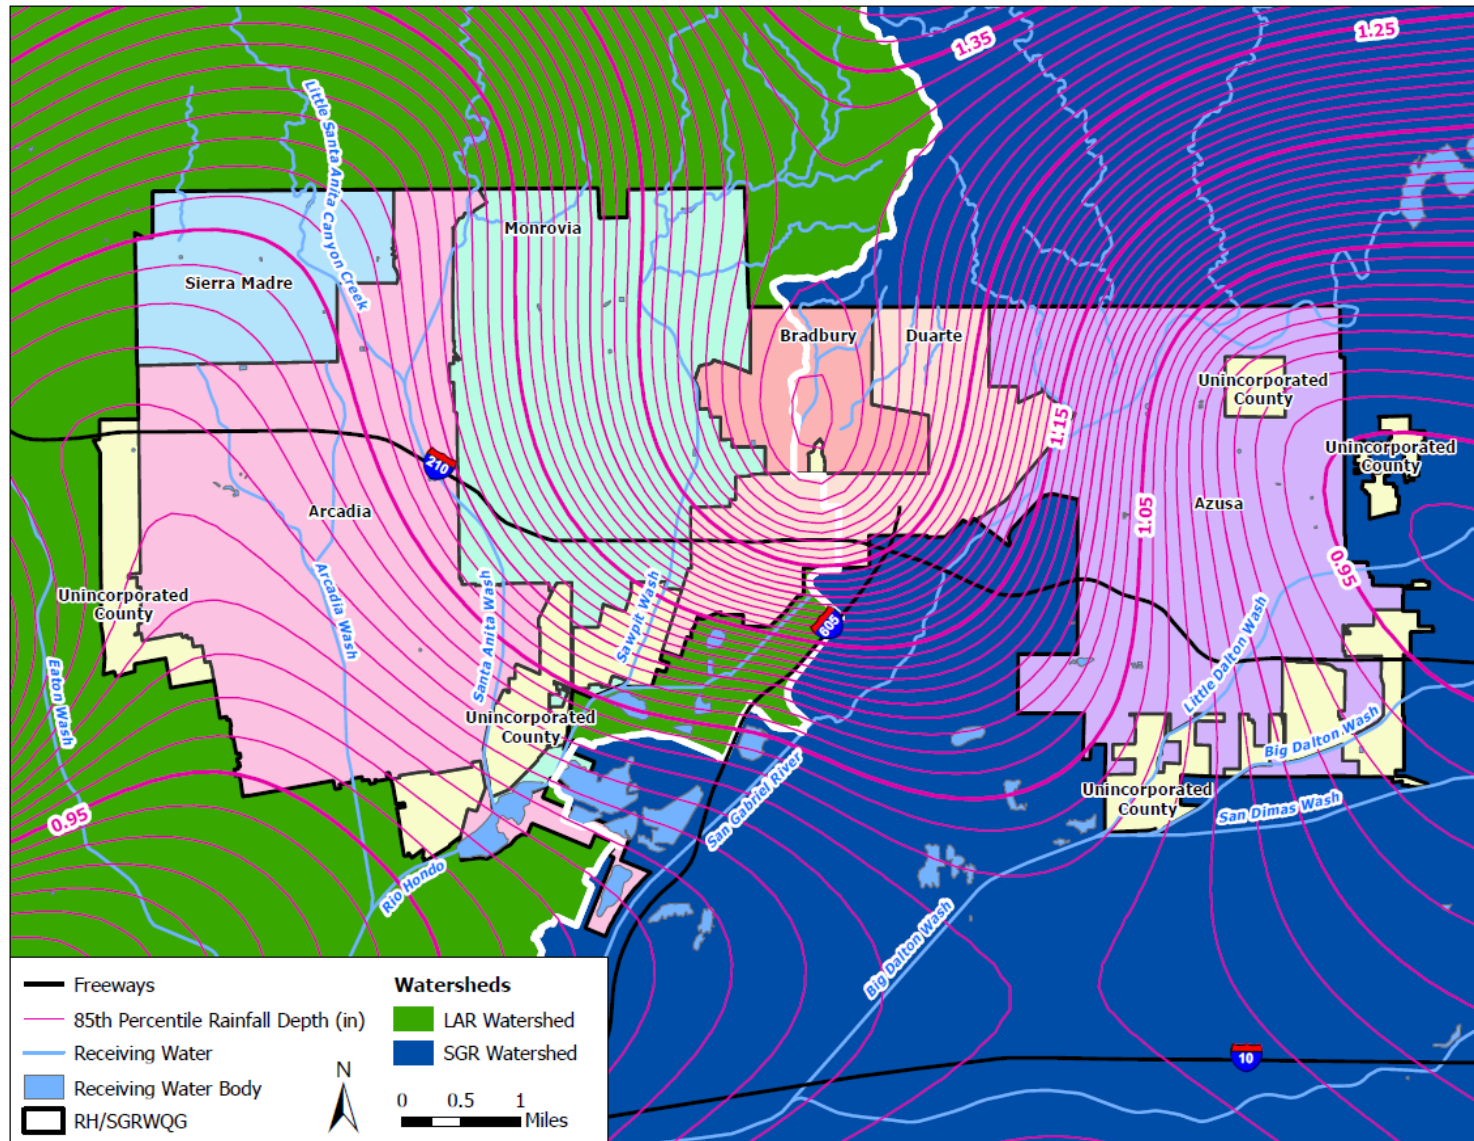 1.35
1.25
Little Santa Anita Canyon Creek
Monrovia
Sierra Madre
Bradbury
Duarte
Unincorporated
County
1.15
Unincorporated
County
210
Arcadia
1.05
Azusa
0.95
Unincorporated
County
Arcadia Wash
Santa Anita Wash
Sawpit Wash
605
Little Dalton Wash
Eaton Wash
Unincorporated
County
Big Dalton Wash
0.95
San Gabriel River
Unincorporated
County
San Dimas Wash
Rio Hondo
Big Dalton Wash
10
Freeways
85th Percentile Rainfall Depth (in)
Receiving Water
Receiving Water Body
RH/SGRWQG
Watersheds
LAR Watershed
SGR Watershed
N
0 0.5 1
Miles